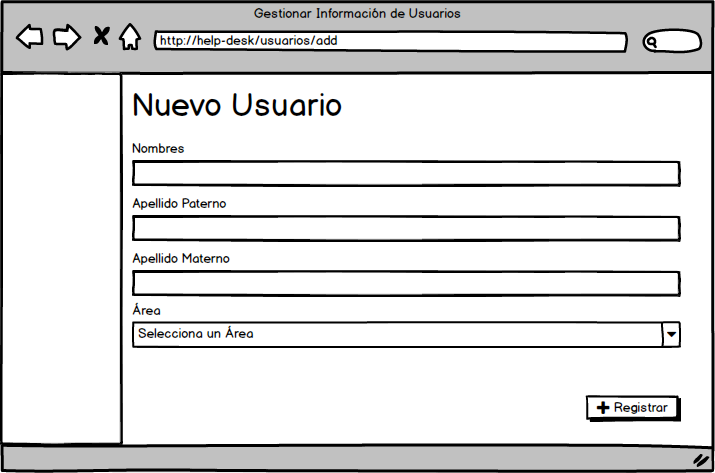 Gestionar Información de Usuarios
http://help-desk/usuarios/add
Nuevo Usuario
Nombres
Apellido Paterno
Apellido Materno
Área
Selecciona un Área
Registrar